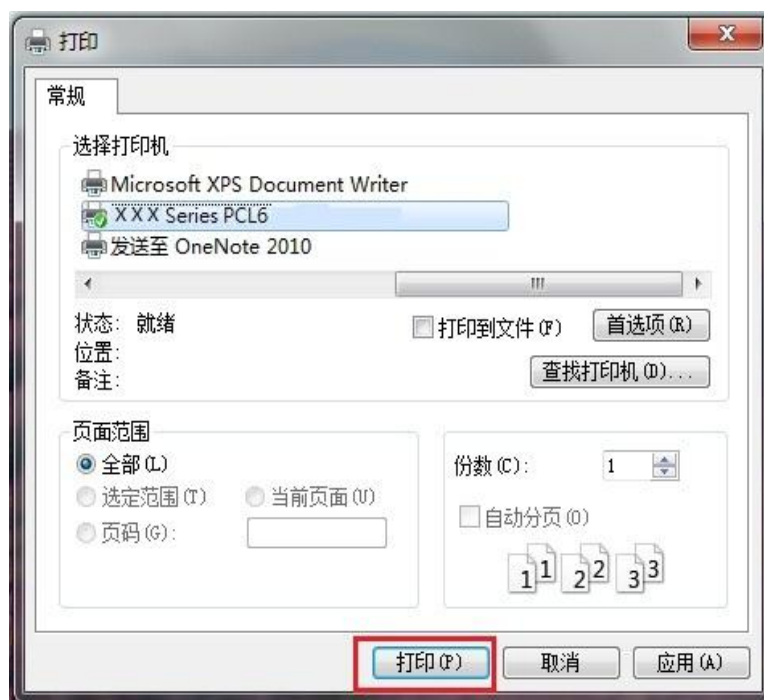 打印
常规
选择打印机
Microsoft XPS Document Writer
XXX Series PCL6
发送至 OneNote 2010
状态: 就绪
打印到文件(F)
首选项(R)
位置:
备注:
查找打印机(D)...
页面范围
全部(L)
选定范围(T)
当前页面(U)
页码(G):
份数(C):
1
自动分页(O)
1 1 2 2 3 3
打印(P)
取消
应用(A)